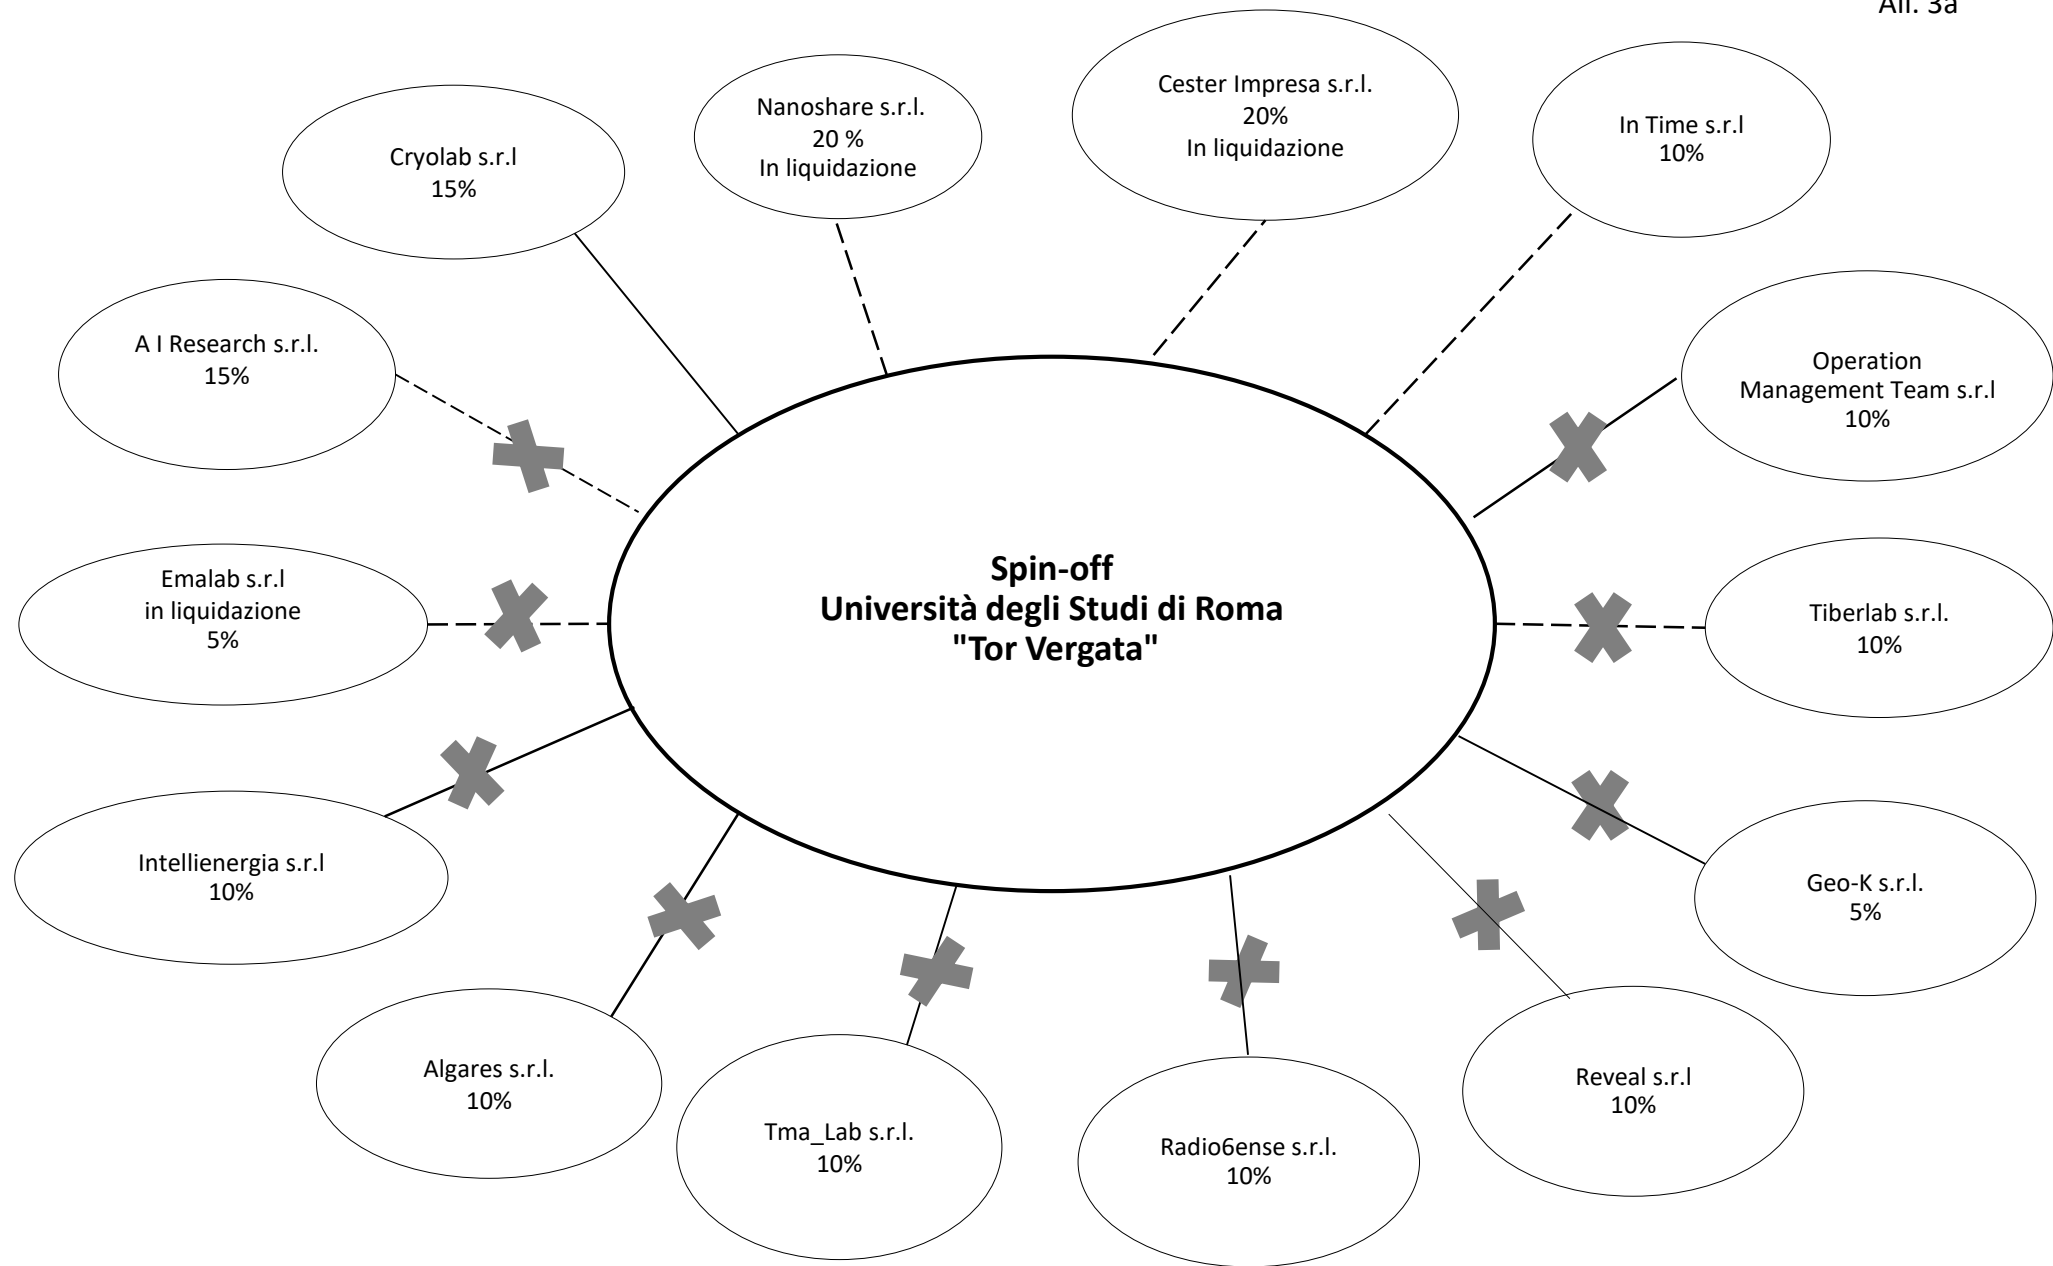 All. 3a
Cester Impresa s.r.l.
20%
In liquidazione
Nanoshare s.r.l.
20 %
In liquidazione
In Time s.r.l
10%
Cryolab s.r.l
15%
A I Research s.r.l.
15%
Operation
Management Team s.r.l
10%
Spin-off
Università degli Studi di Roma
"Tor Vergata"
Emalab s.r.l
in liquidazione
5%
Tiberlab s.r.l.
10%
Intellienergia s.r.l
10%
Geo-K s.r.l.
5%
Algares s.r.l.
10%
Reveal s.r.l
10%
Tma_Lab s.r.l.
10%
Radio6ense s.r.l.
10%